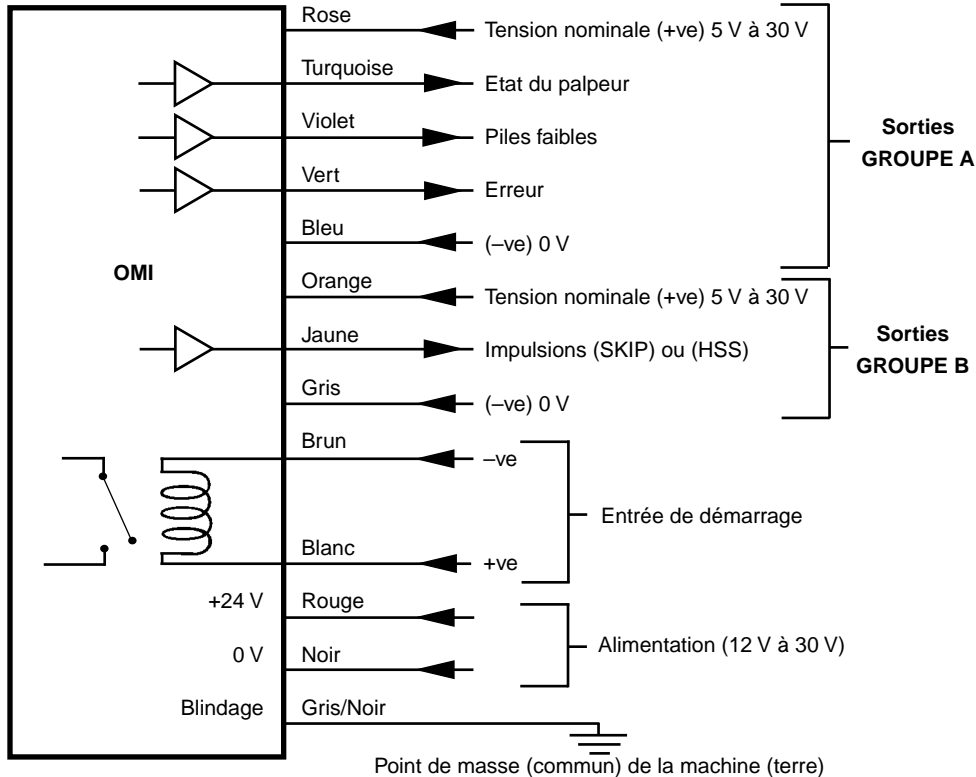 Rose
Tension nominale (+ve) 5 V à 30 V
Turquoise
Etat du palpeur
Violet
Piles faibles
Sorties
GROUPE A
Vert
Erreur
Bleu
(–ve) 0 V
OMI
Orange
Tension nominale (+ve) 5 V à 30 V
Jaune
Impulsions (SKIP) ou (HSS)
Sorties
GROUPE B
Gris
(–ve) 0 V
Brun
–ve
Entrée de démarrage
Blanc
+ve
+24 V
Rouge
Alimentation (12 V à 30 V)
0 V
Noir
Blindage
Gris/Noir
Point de masse (commun) de la machine (terre)